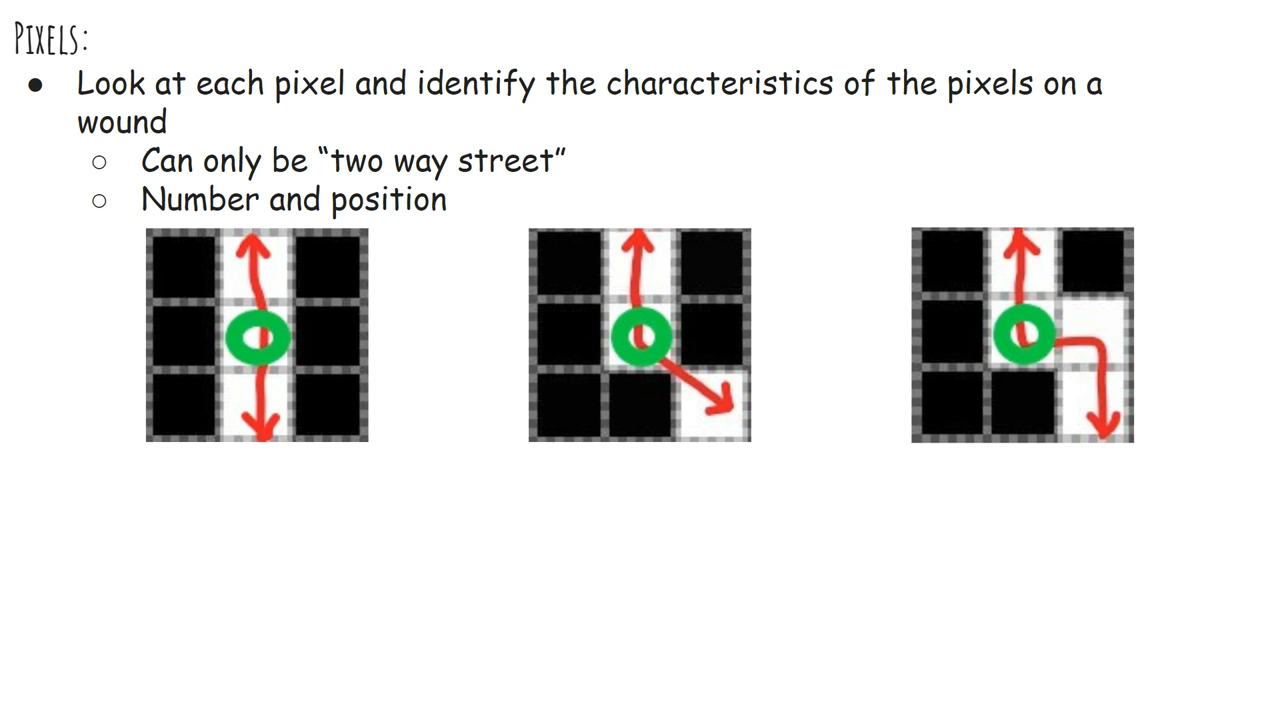 PIXELS:
● Look at each pixel and identify the characteristics of the pixels on a
wound
○ Can only be “two way street”
○ Number and position